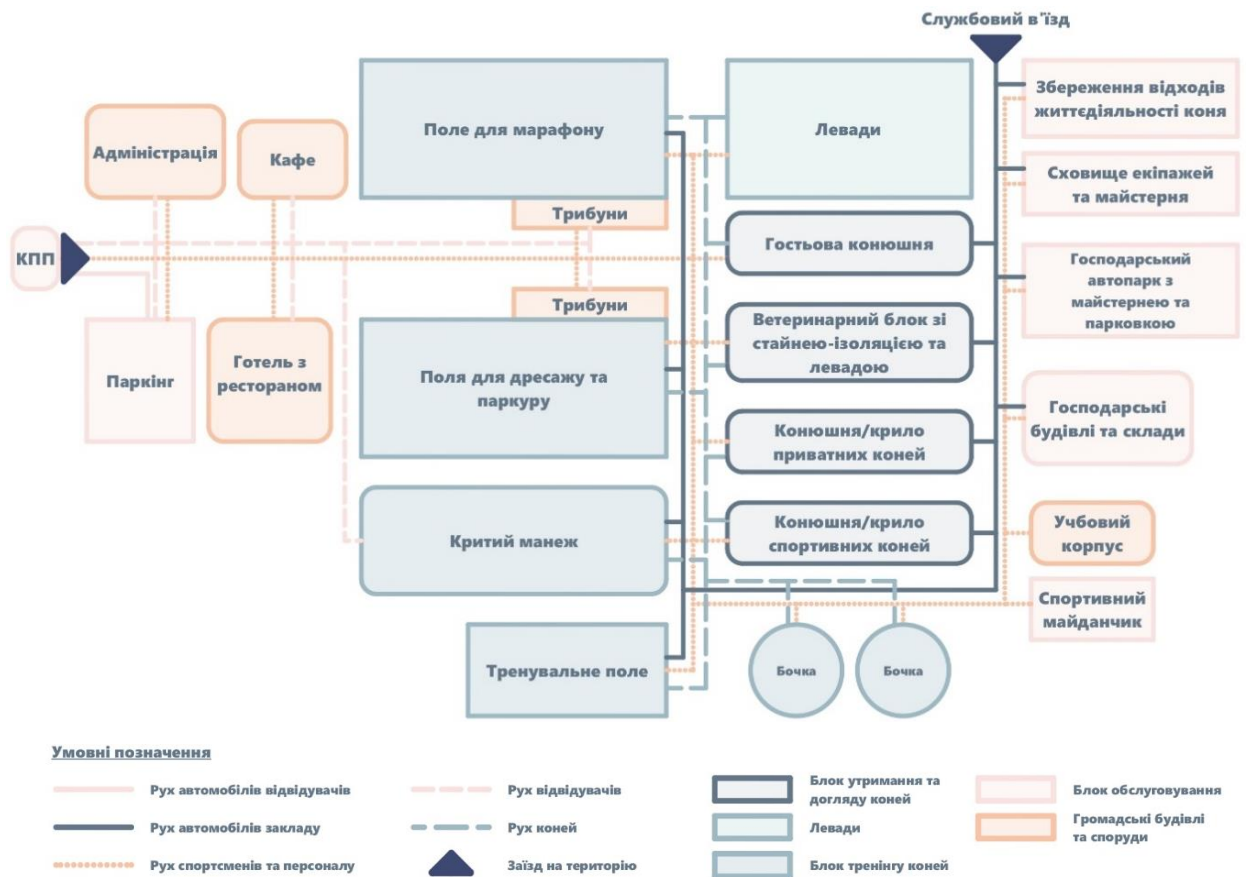 Службовий в'їзд
Збереження відходів
життєдіяльності коня
Поле для марафону
Левади
Адміністрація
Кафе
Сховище екіпажей
та майстерня
Трибуни
Гостьова конюшня
КПП
Господарський
автопарк з
майстернею та
парковкою
Трибуни
Ветеринарний блок зі
стайнею-ізоляцією та
левадою
Паркінг
Готель з
рестораном
Поля для дресажу та
паркуру
Господарські
будівлі та склади
Конюшня/крило
приватних коней
Критий манеж
Конюшня/крило
спортивних коней
Учбовий
корпус
Спортивний
майданчик
Тренувальне поле
Бочка
Бочка
Умовні позначення
Рух автомобілів відвідувачів
Рух автомобілів закладу
Рух спортсменів та персоналу
Рух відвідувачів
Рух коней
Заїзд на територію
Блок утримання та
догляду коней
Левади
Блок тренінгу коней
Блок обслуговування
Громадські будівлі
та споруди